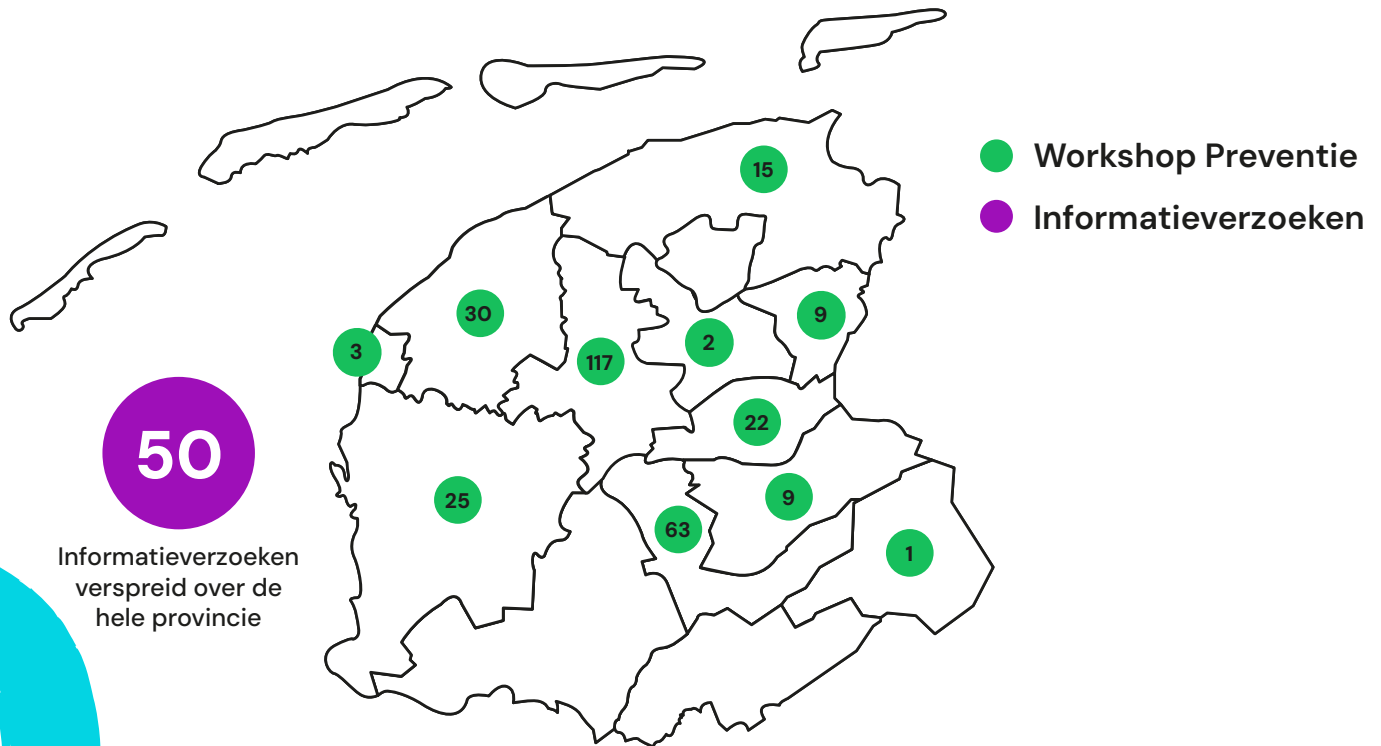 15
Workshop Preventie
Informatieverzoeken
30
9
3
2
117
22
50
25
9
63
1
Informatieverzoeken
verspreid over de
hele provincie